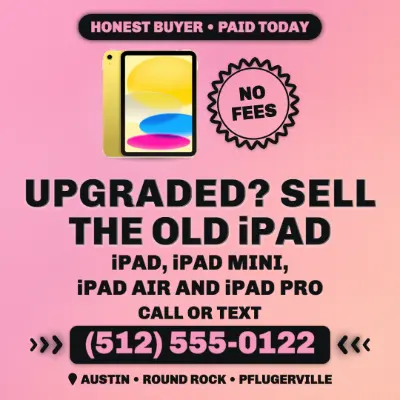 HONEST BUYER • PAID TODAY
NO
FEES
UPGRADED? SELL
THE OLD iPAD
iPAD, iPAD MINI,
iPAD AIR AND iPAD PRO
CALL OR TEXT
(512) 555-0122
AUSTIN • ROUND ROCK • PFLUGERVILLE